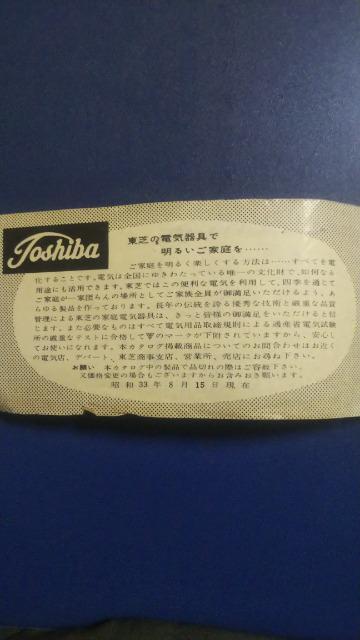 Toshiba
東芝の電気器具で
明るいご家庭を……
ご家庭を明るく楽しくする方法は……すべてを電
化することです。電気は全国にゆきわたっている唯一の文化財で、如何なる
用途にも活用できます。東芝ではこの便利な電気を利用して、四季を通じて
ご家庭が一家団らんの場所としてご家族全員が御満足いただけるよう、あ
らゆる製品を作っております。長年の伝統を誇る優秀な技術と厳重な品質
管理による東芝の家庭電気器具は、きっと皆様の御満足をいただけると信
じます。また必要なものはすべて電気用品取締規則による通産省電気試験
所の厳重なテストに合格して〒のマークが下附されていますから、安心し
てお使いになれます。本カタログ掲載商品についてのお問合わせはお近く
の電気店、デパート、東芝商事支店、営業所、売店にお尋ね下さい。
お願い 本カタログ中の製品で品切れの際はご容赦下さい。
又価格変更の場合もございますからお含みおき願います。
昭和33年8月15日現在